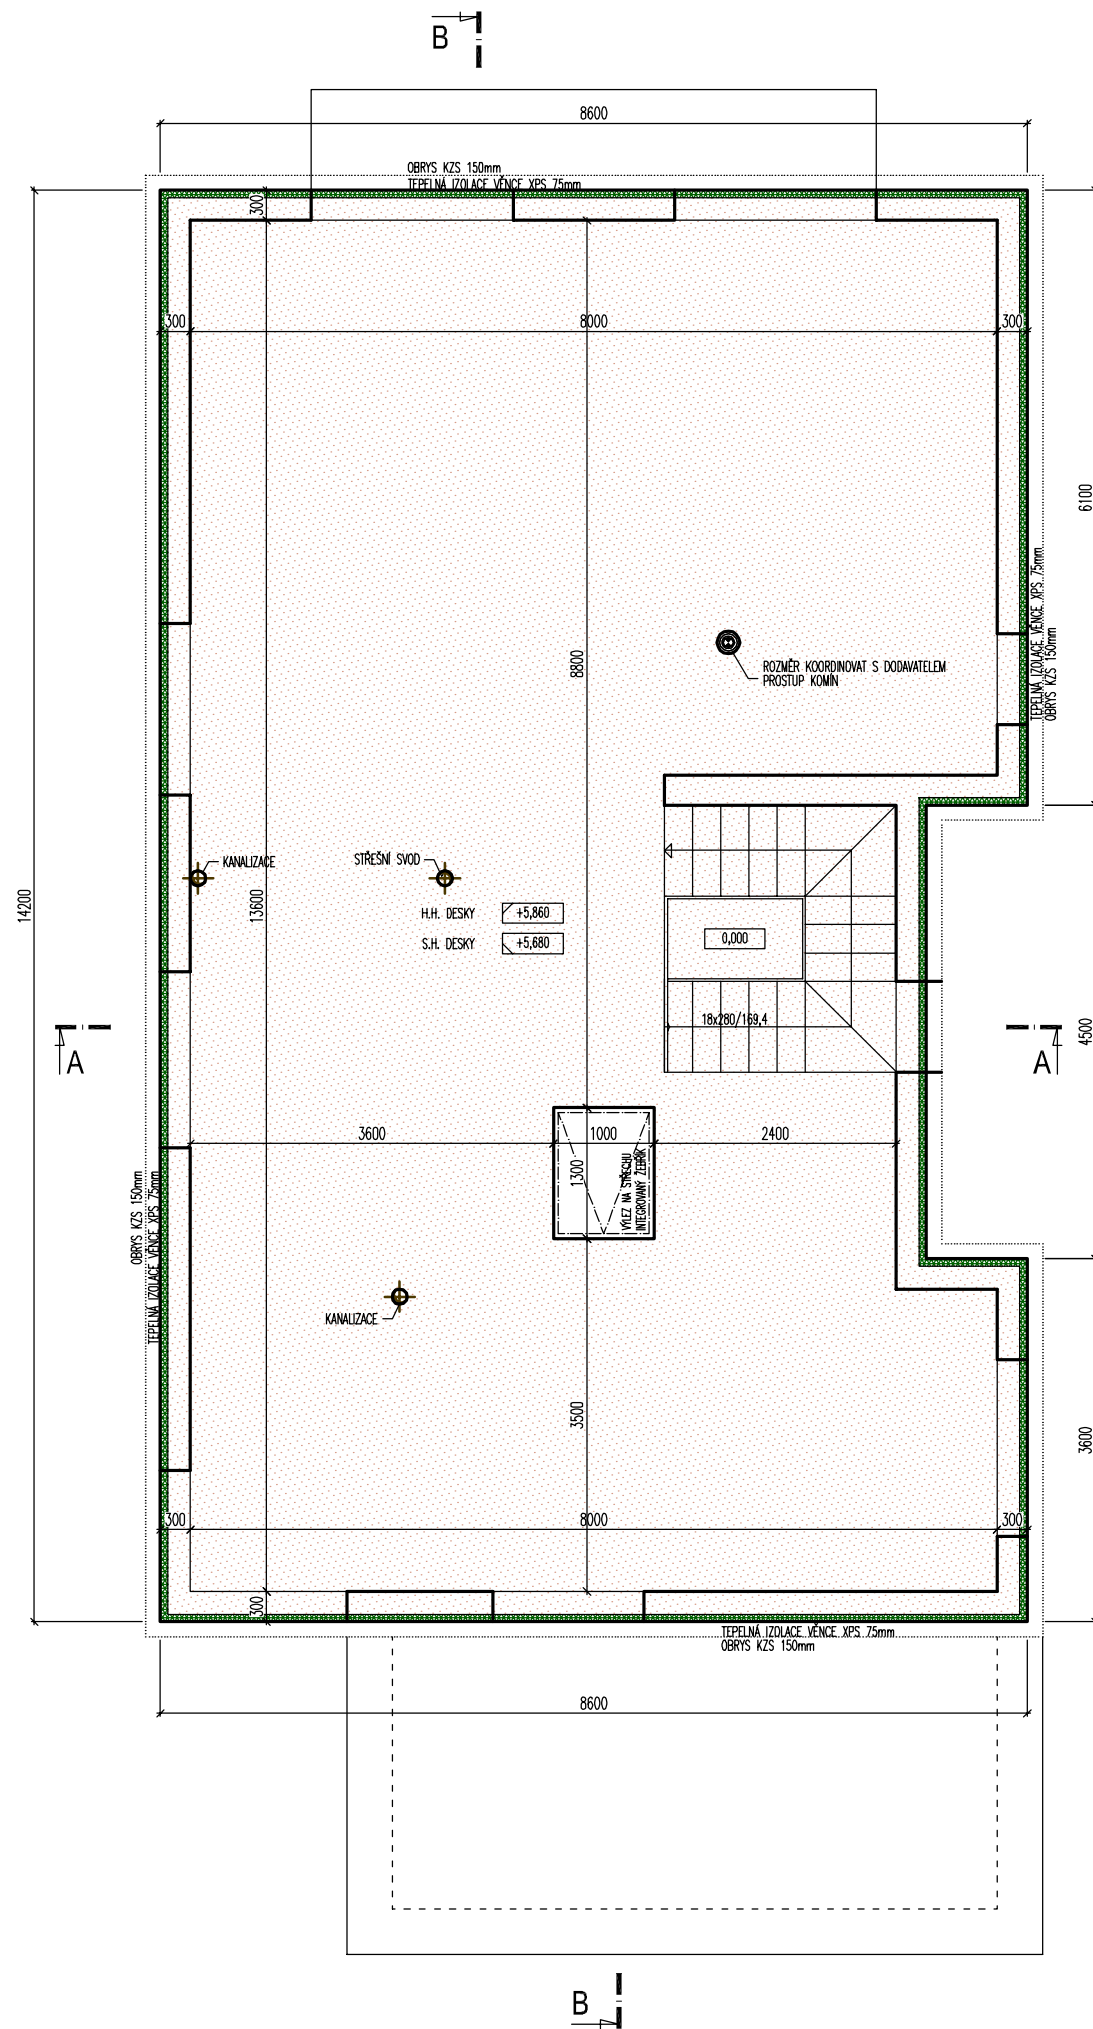 B
8600
OBRYS KZS 150mm
TEPELNÁ IZOLACE VĚNCE XPS 75mm
300
300
8000
300
6100
TEPELNÁ IZOLACE VĚNCE XPS 75mm
OBRYS KZS 150mm
8800
ROZMĚR KOORDINOVAT S DODAVATELEM
PROSTUP KOMÍN
KANALIZACE
STŘEŠNÍ SVOD
14200
13600
H.H. DESKY
+5,860
S.H. DESKY
+5,680
0,000
18x280/169,4
A
A
4500
3600
1000
2400
1300
VÝLEZ NA STŘECHU
INTEGROVANÝ ŽEBŘÍK
OBRYS KZS 150mm
TEPELNÁ IZOLACE VĚNCE XPS 75mm
KANALIZACE
3500
3600
300
8000
300
300
TEPELNÁ IZOLACE VĚNCE XPS 75mm
OBRYS KZS 150mm
8600
B